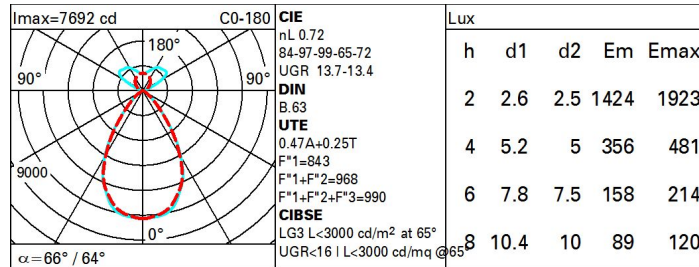 Imax=7692 cd
C0-180
180°
90°
90°
9000
0°
α=66° / 64°
CIE
nL 0.72
84-97-99-65-72
UGR 13.7-13.4
DIN
B.63
UTE
0.47A+0.25T
F"1=843
F"1+F"2=968
F"1+F"2+F"3=990
CIBSE
LG3 L<3000 cd/m² at 65°
UGR<16 | L<3000 cd/mq @65°
Lux
h d1 d2 Em Emax
2 2.6 2.5 1424 1923
4 5.2 5 356 481
6 7.8 7.5 158 214
8 10.4 10 89 120